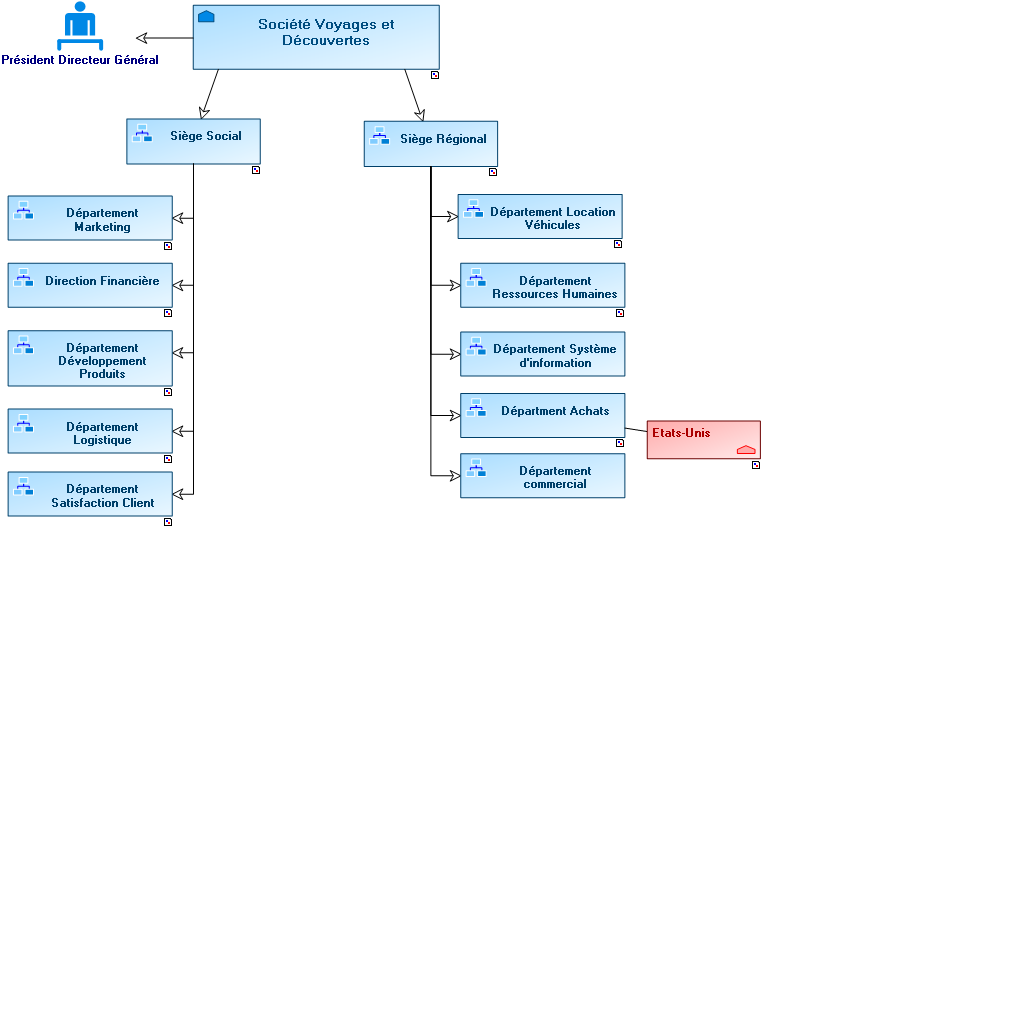 Société Voyages et
Découvertes
Président Directeur Général
Siège Social
Siège Régional
Département
Marketing
Direction Financière
Département
Développement
Produits
Département
Logistique
Département
Satisfaction Client
Département Location
Véhicules
Département
Ressources Humaines
Département Système
d'information
Départment Achats
Etats-Unis
Département
commercial